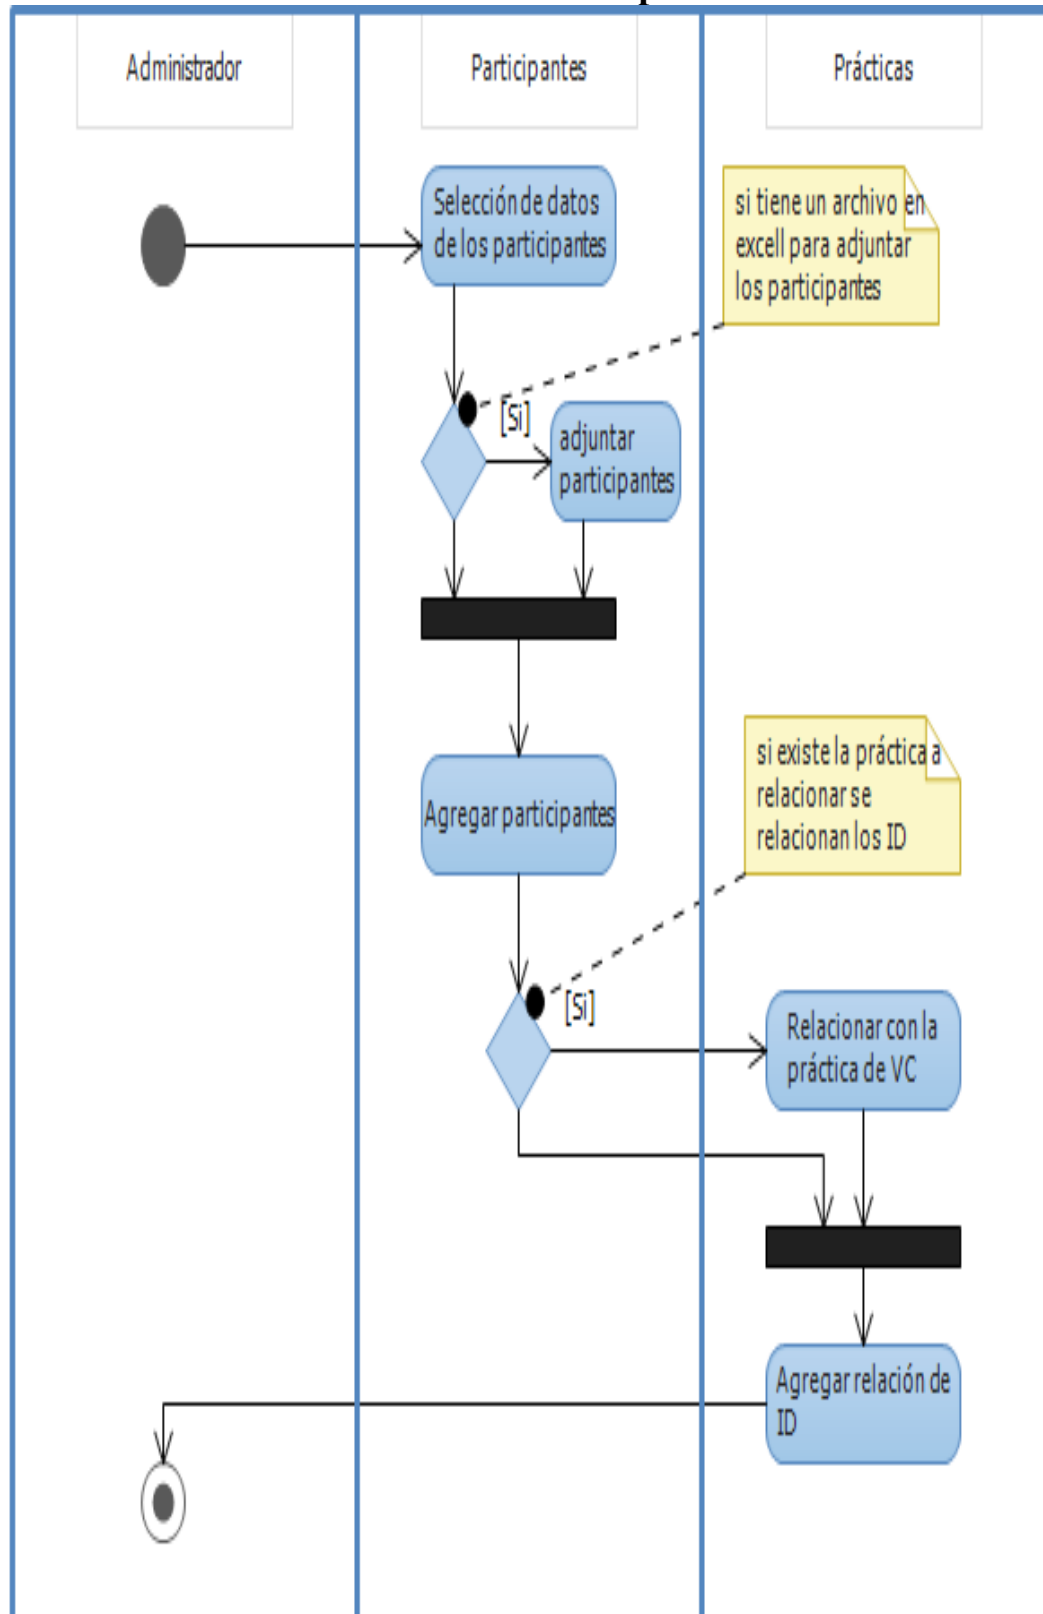 Administrador
Participantes
Prácticas
Selección de datos
de los participantes
si tiene un archivo en
excell para adjuntar
los participantes
[Si]
adjuntar
participantes
Agregar participantes
si existe la práctica a
relacionar se
relacionan los ID
[Si]
Relacionar con la
práctica de VC
Agregar relación de
ID